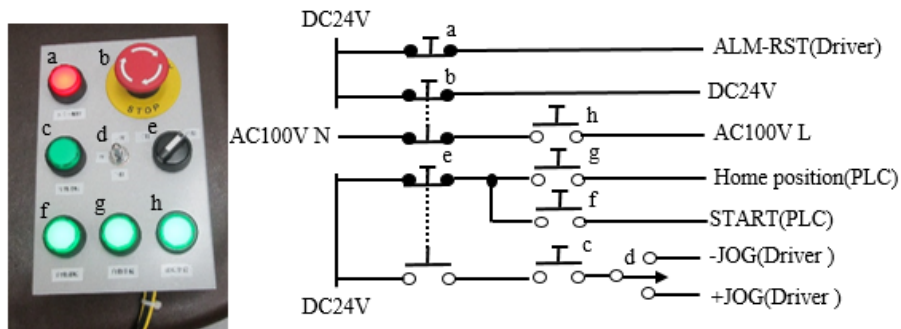 DC24V
a
ALM-RST(Driver)
b
DC24V
AC100V N
h
AC100V L
e
g
Home position(PLC)
f
START(PLC)
c
d
-JOG(Driver )
+JOG(Driver )
DC24V
a
b
STOP
c
d
e
f
g
h